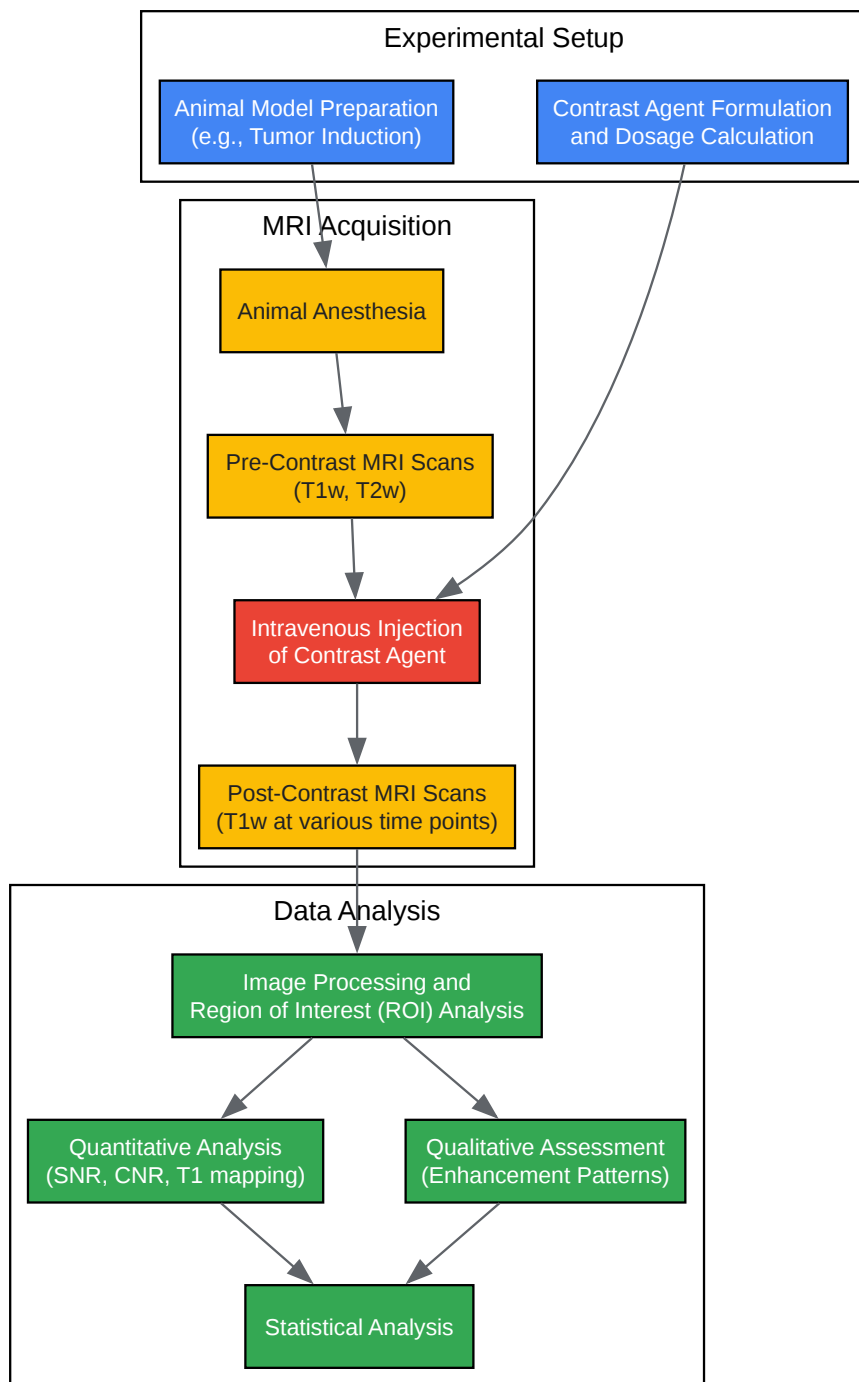 Experimental Setup
Animal Model Preparation
(e.g., Tumor Induction)
Contrast Agent Formulation
and Dosage Calculation
MRI Acquisition
Animal Anesthesia
Pre-Contrast MRI Scans
(T1w, T2w)
Intravenous Injection
of Contrast Agent
Post-Contrast MRI Scans
(T1w at various time points)
Data Analysis
Image Processing and
Region of Interest (ROI) Analysis
Quantitative Analysis
(SNR, CNR, T1 mapping)
Qualitative Assessment
(Enhancement Patterns)
Statistical Analysis